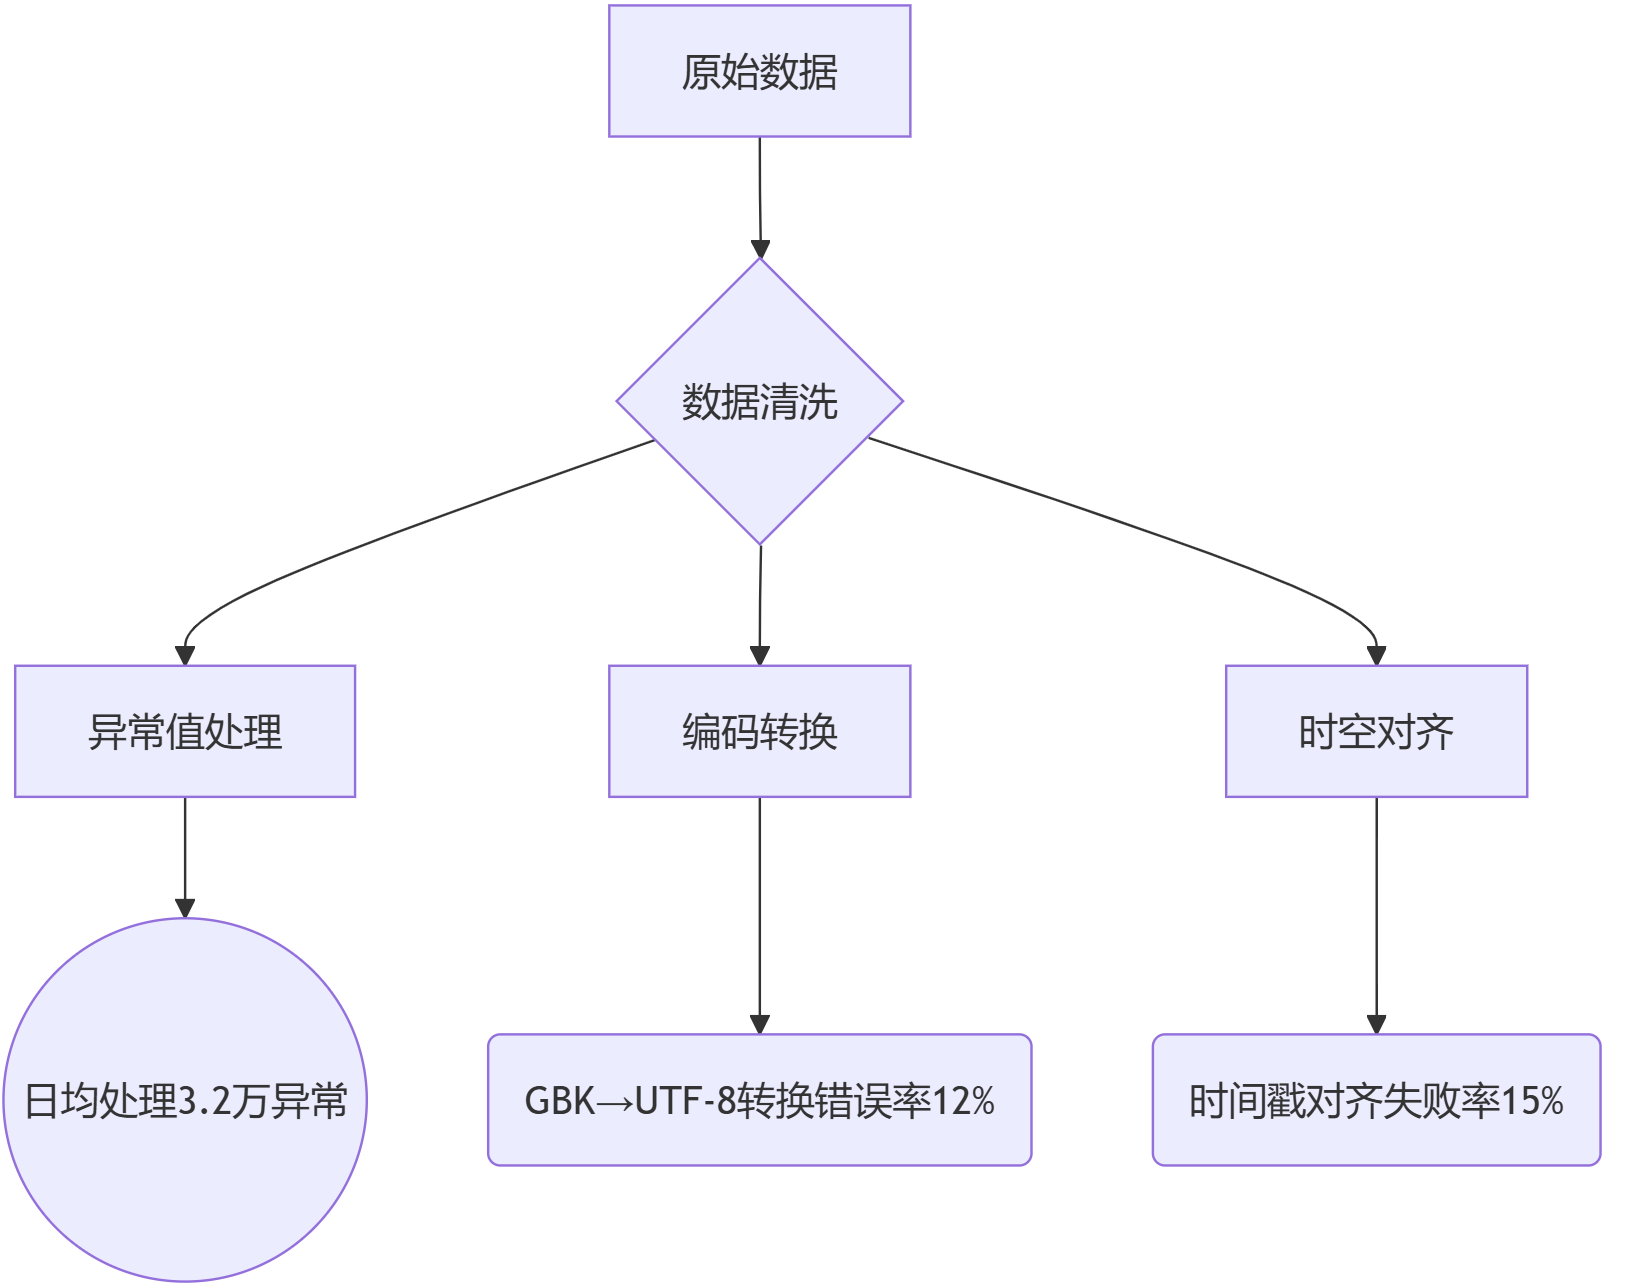 原始数据
数据清洗
异常值处理
编码转换
时空对齐
日均处理3.2万异常
GBK→UTF-8转换错误率12%
时间戳对齐失败率15%